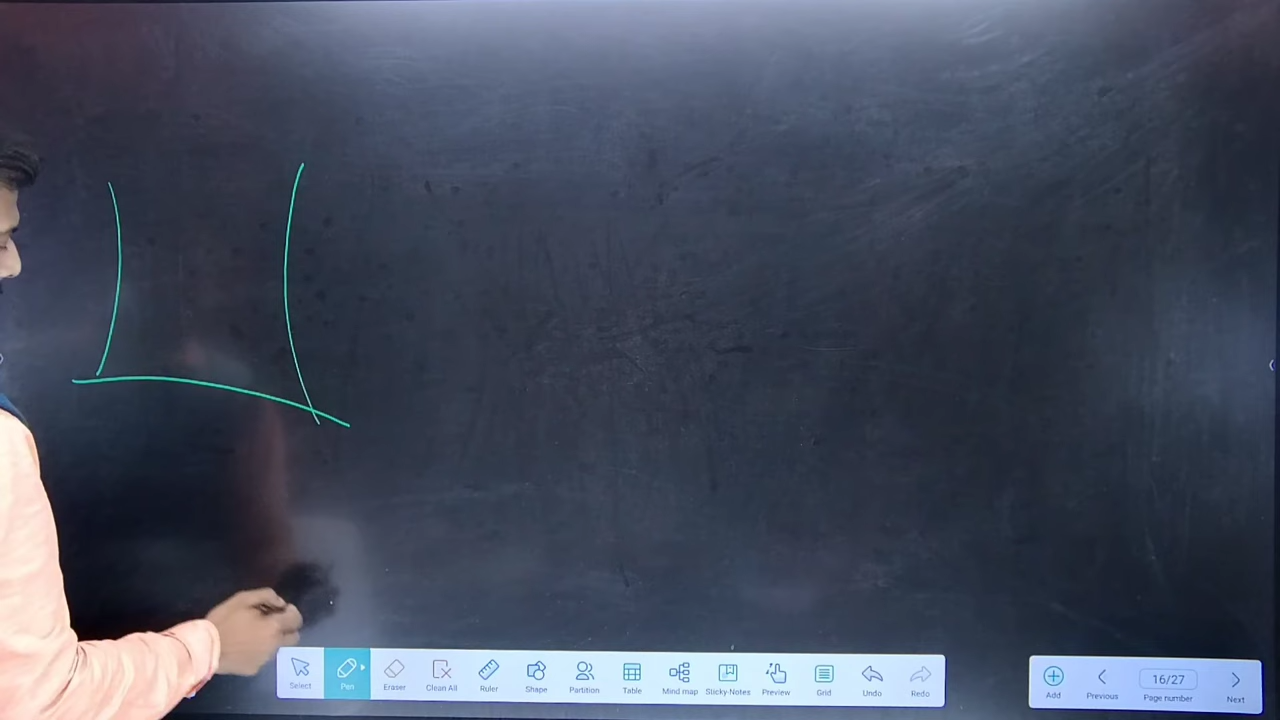 Select Pen Eraser Clean All Ruler Shape Partition Table Mind map Sticky-Notes Preview Grid Undo Redo
Add Previous 16/27 Page number Next